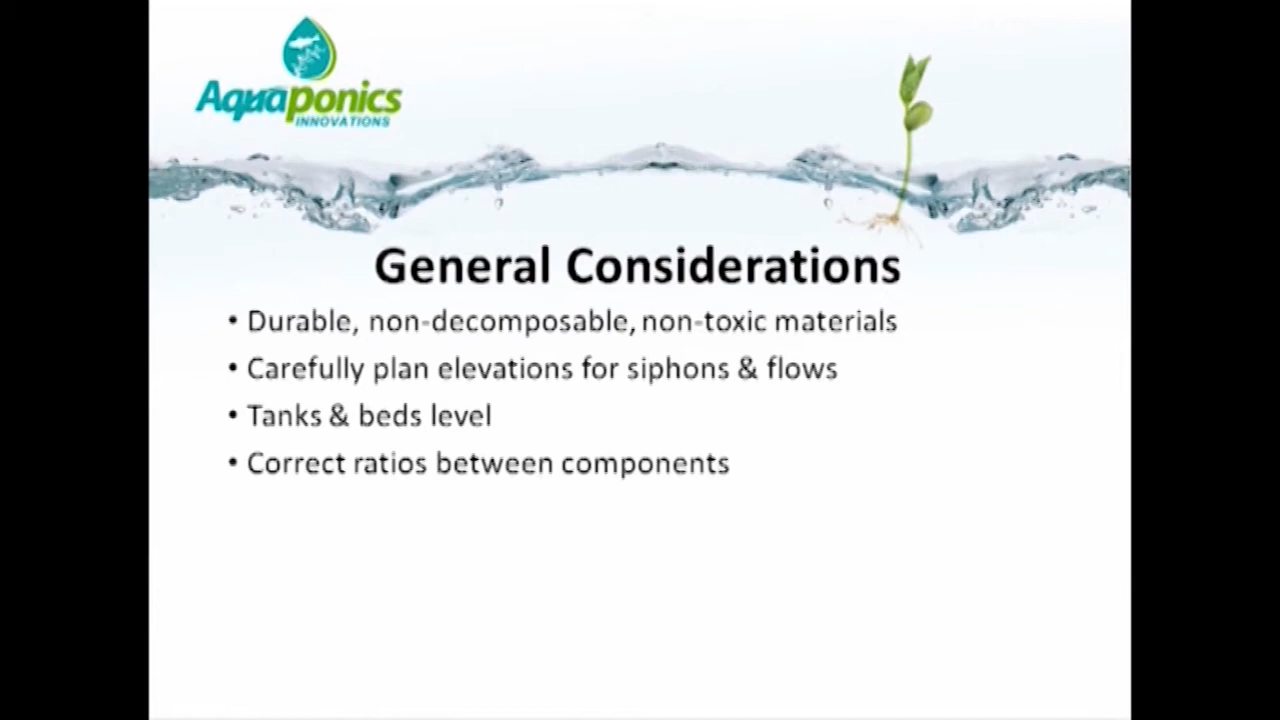 Aquaponics
INNOVATIONS
General Considerations
• Durable, non-decomposable, non-toxic materials
• Carefully plan elevations for siphons & flows
• Tanks & beds level
• Correct ratios between components